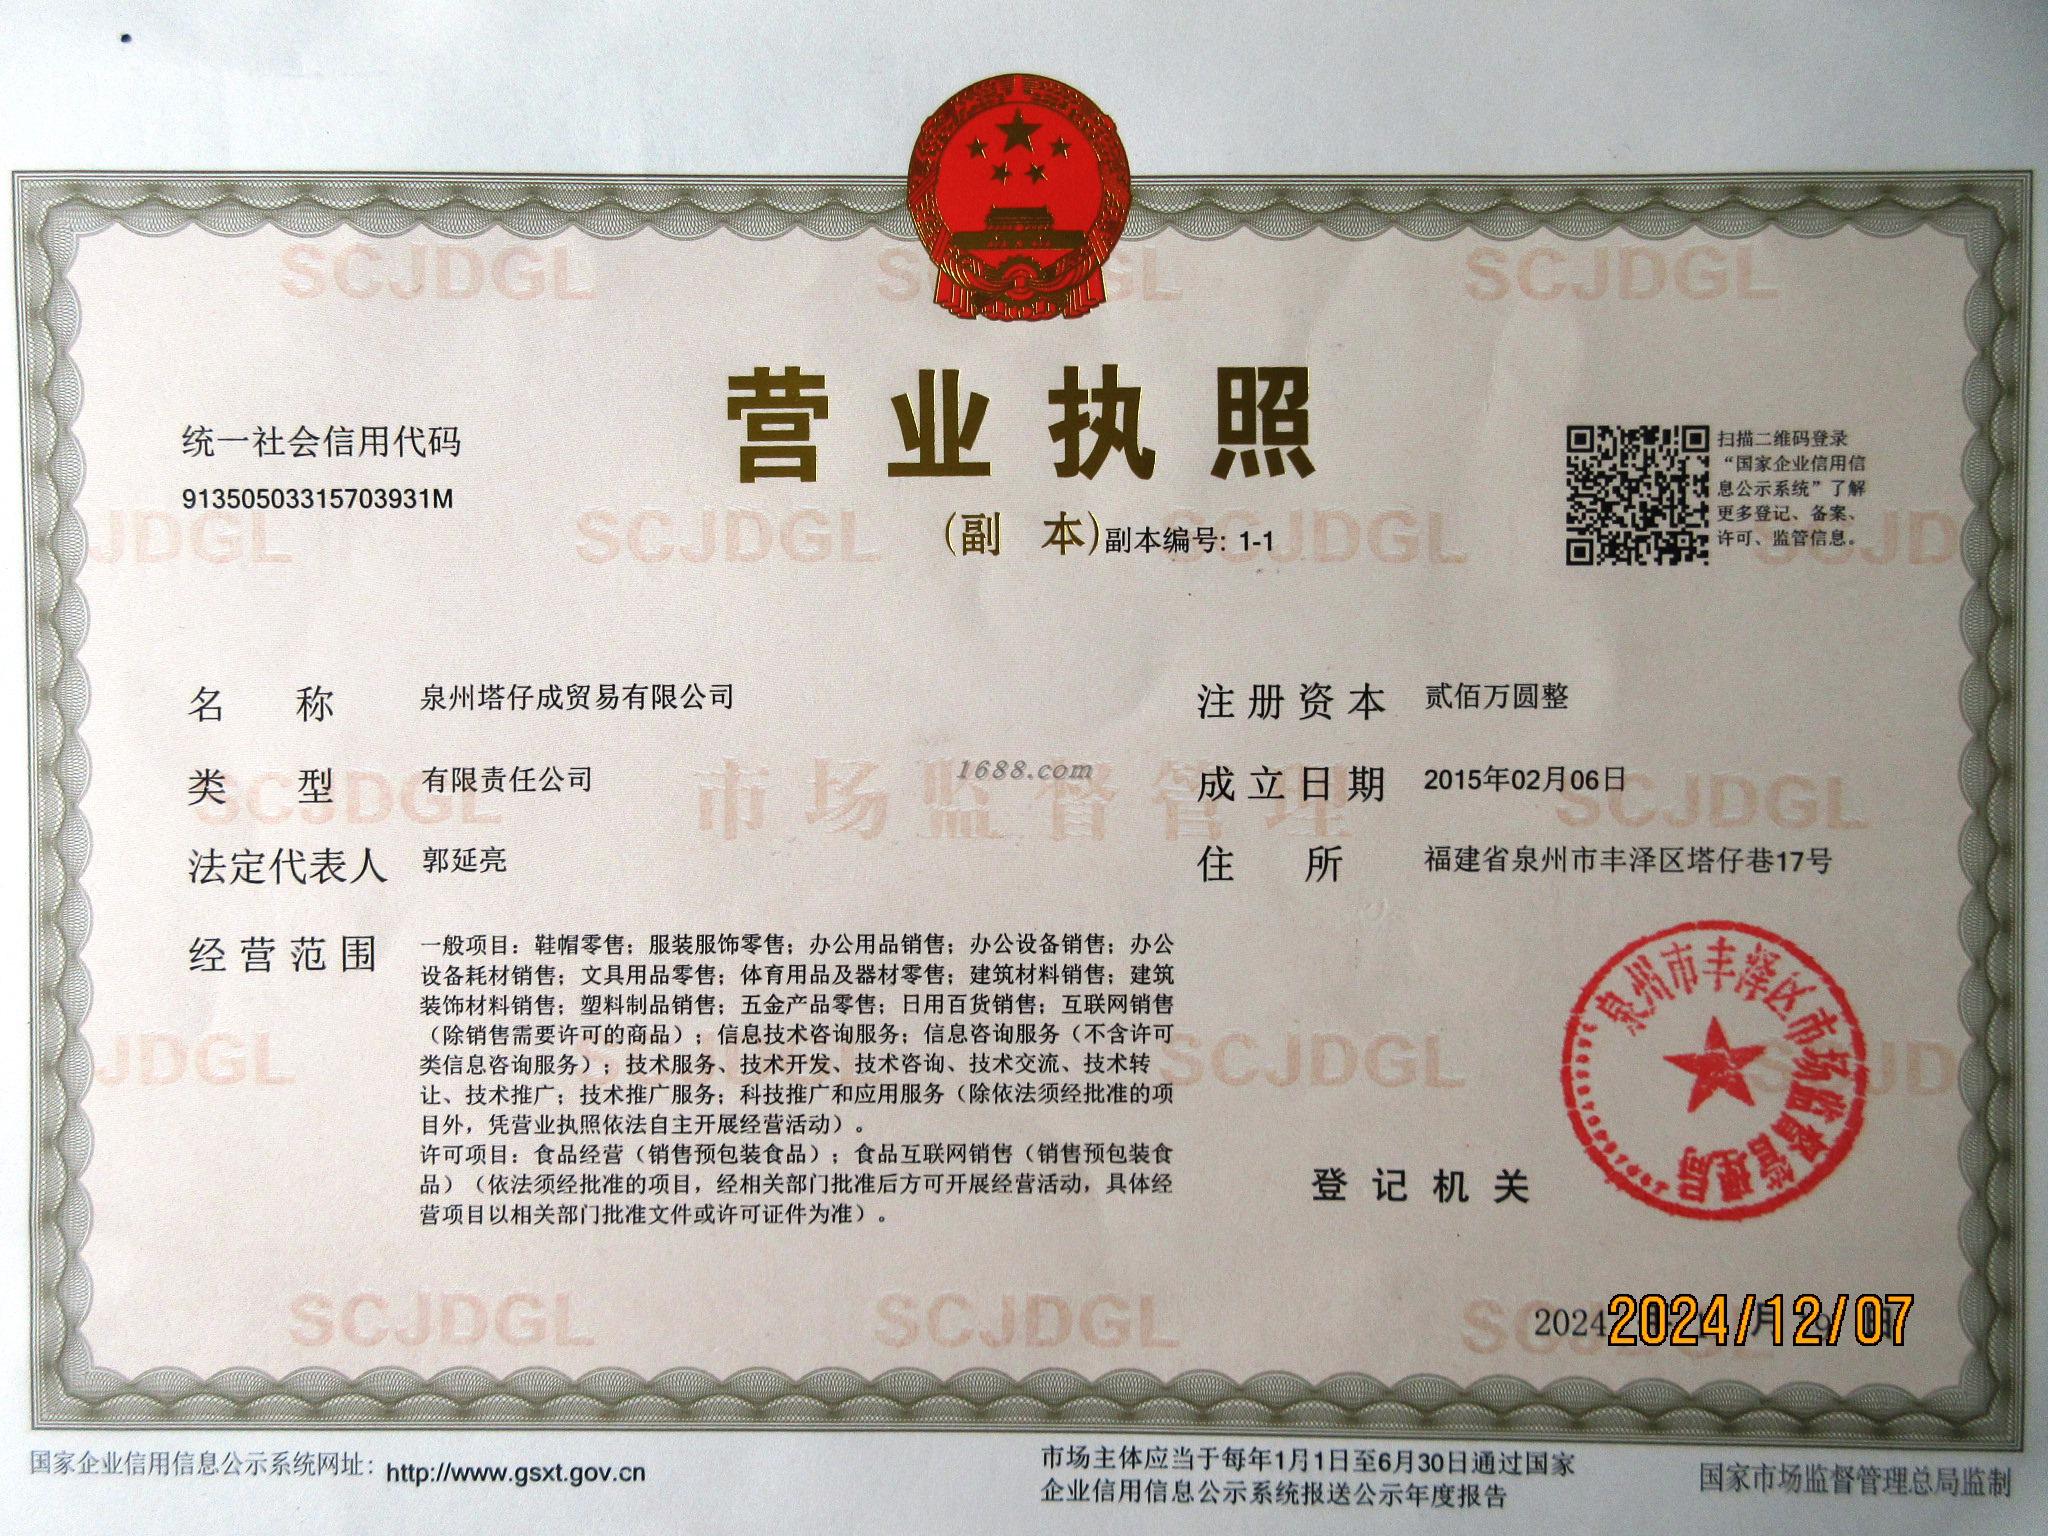 营业执照
(副 本)副本编号: 1-1
统一社会信用代码
91350503315703931M
扫描二维码登录
“国家企业信用信
息公示系统”了解
更多登记、备案、
许可、监管信息。
名 称 泉州塔仔成贸易有限公司
类 型 有限责任公司
法定代表人 郭延亮
经营范围 一般项目：鞋帽零售；服装服饰零售；办公用品销售；办公设备销售；办公
设备耗材销售；文具用品零售；体育用品及器材零售；建筑材料销售；建筑
装饰材料销售；塑料制品销售；五金产品零售；日用百货销售；互联网销售
（除销售需要许可的商品）；信息技术咨询服务；信息咨询服务（不含许可
类信息咨询服务）；技术服务、技术开发、技术咨询、技术交流、技术转
让、技术推广；技术推广服务；科技推广和应用服务（除依法须经批准的项
目外，凭营业执照依法自主开展经营活动）。
许可项目：食品经营（销售预包装食品）；食品互联网销售（销售预包装食
品）（依法须经批准的项目，经相关部门批准后方可开展经营活动，具体经
营项目以相关部门批准文件或许可证件为准）。
注册资本 贰佰万圆整
成立日期 2015年02月06日
住 所 福建省泉州市丰泽区塔仔巷17号
市场监督管理
1688.com
SCJDGL
登记机关
泉州市丰泽区市场监督管理局
2024 月 日
2024/12/07
国家企业信用信息公示系统网址：http://www.gsxt.gov.cn
市场主体应当于每年1月1日至6月30日通过国家
企业信用信息公示系统报送公示年度报告
国家市场监督管理总局监制